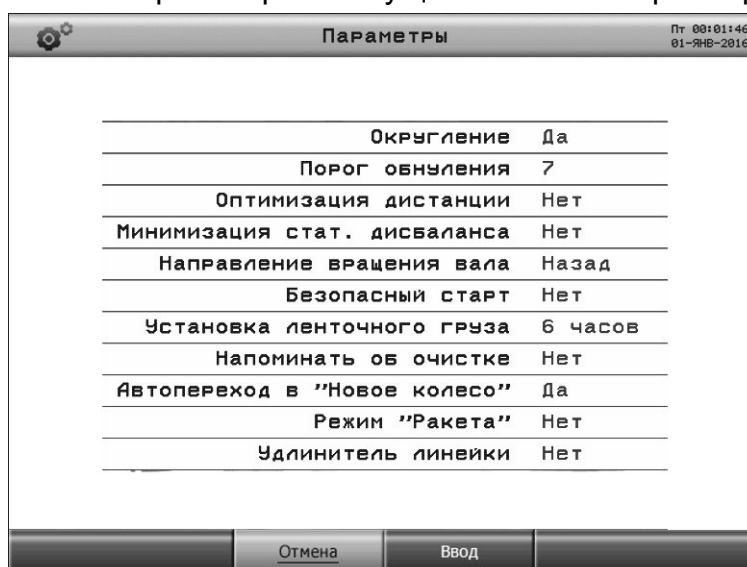 Параметры
Пт 00:01:46
01-ЯНВ-2016
Округление Да
Порог обнуления 7
Оптимизация дистанции Нет
Минимизация стат. дисбаланса Нет
Направление вращения вала Назад
Безопасный старт Нет
Установка ленточного груза 6 часов
Напоминать об очистке Нет
Автопереход в "Новое колесо" Да
Режим "Ракета" Нет
Удлинитель линейки Нет
Отмена Ввод